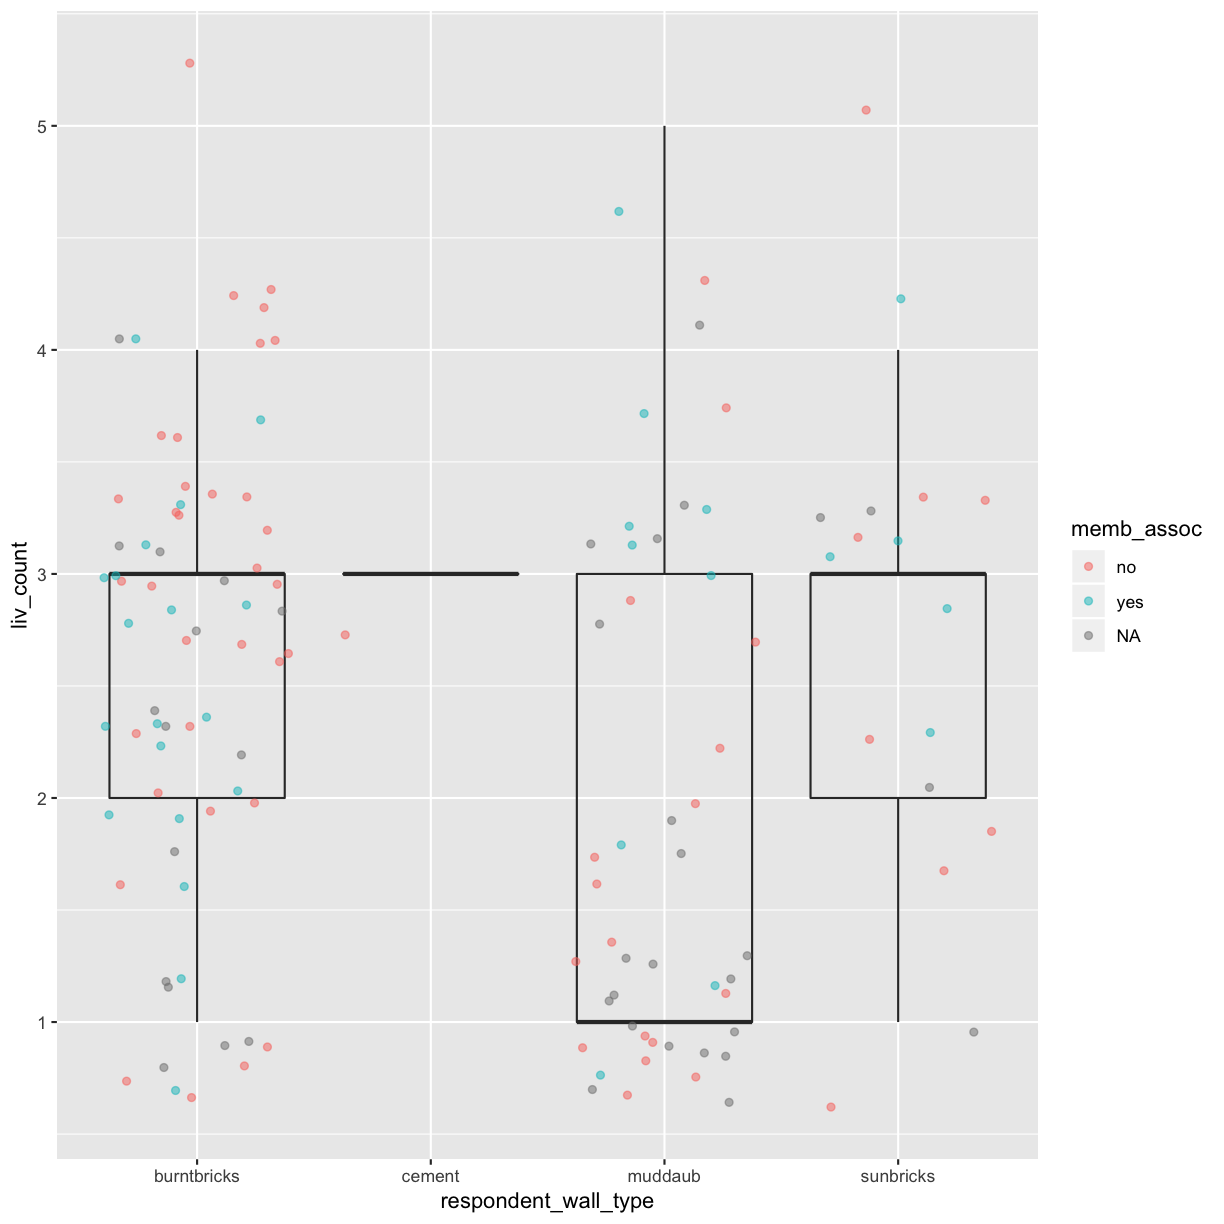 liv_count
5
4
3
2
1
burntbricks cement muddaub sunbricks
respondent_wall_type
memb_assoc
no
yes
NA